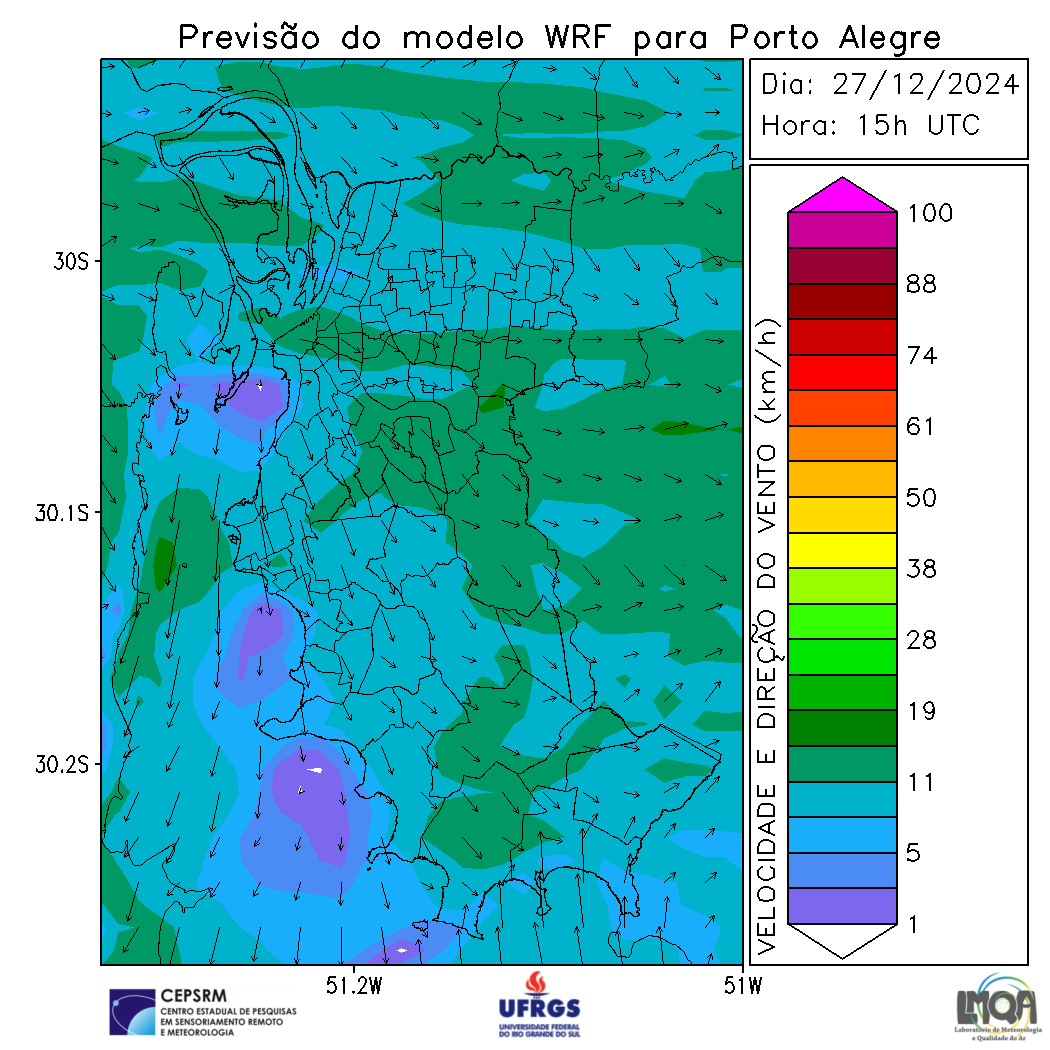 Previsão do modelo WRF para Porto Alegre
Dia: 27/12/2024
Hora: 15h UTC
30S
30.1S
30.2S
51.2W
51W
VELOCIDADE E DIREÇÃO DO VENTO (km/h)
100
88
74
61
50
38
28
19
11
5
1
CEPSRM
CENTRO ESTADUAL DE PESQUISAS
EM SENSORIAMENTO REMOTO
E METEOROLOGIA
UFRGS
UNIVERSIDADE FEDERAL
DO RIO GRANDE DO SUL
LMQA
Laboratório de Meteorologia
e Qualidade do Ar